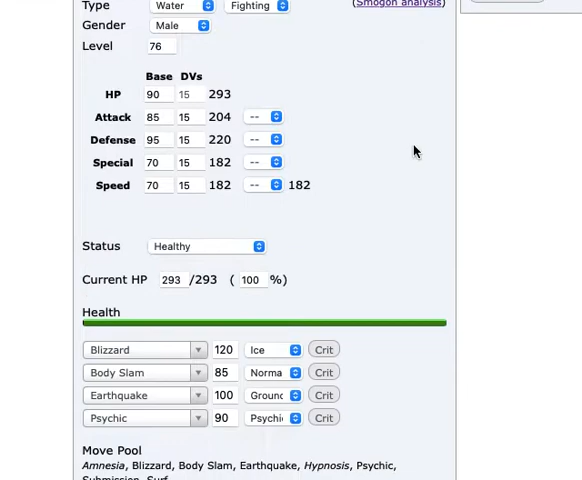 Type Water Fighting (Smogon analysis)
Gender Male
Level 76
Base DVs
HP 90 15 293
Attack 85 15 204 --
Defense 95 15 220 --
Special 70 15 182 --
Speed 70 15 182 -- 182
Status Healthy
Current HP 293 /293 ( 100 %)
Health
Blizzard 120 Ice Crit
Body Slam 85 Norma Crit
Earthquake 100 Ground Crit
Psychic 90 Psychi Crit
Move Pool
Amnesia, Blizzard, Body Slam, Earthquake, Hypnosis, Psychic,
Submission, Surf